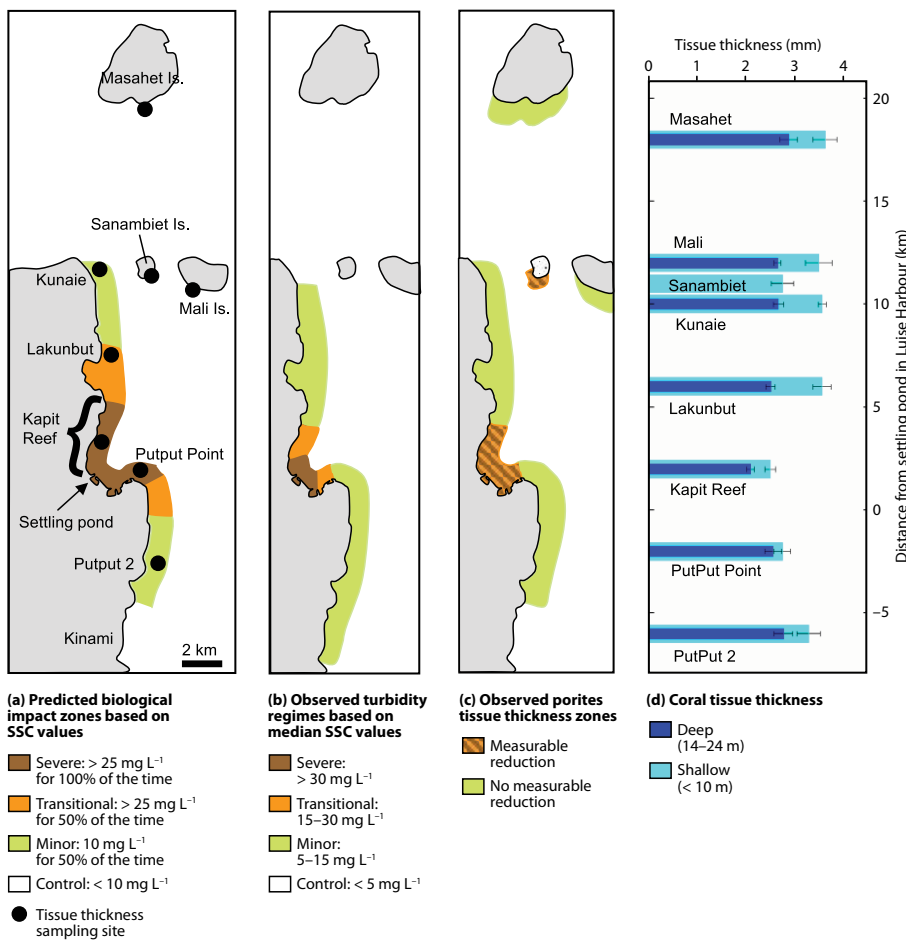 Masahet Is.
Sanambiet Is.
Kunaie
Mali Is.
Lakunbut
Kapit
Reef
Putput Point
Settling pond
Putput 2
Kinami
2 km
Tissue thickness (mm)
0 1 2 3 4
Masahet
Mali
Sanambiet
Kunaie
Lakunbut
Kapit Reef
PutPut Point
PutPut 2
20
15
10
5
0
−5
Distance from settling pond in Luise Harbour (km)
(a) Predicted biological
impact zones based on
SSC values
Severe: > 25 mg L⁻¹
for 100% of the time
Transitional: > 25 mg L⁻¹
for 50% of the time
Minor: 10 mg L⁻¹
for 50% of the time
Control: < 10 mg L⁻¹
Tissue thickness
sampling site
(b) Observed turbidity
regimes based on
median SSC values
Severe:
> 30 mg L⁻¹
Transitional:
15–30 mg L⁻¹
Minor:
5–15 mg L⁻¹
Control: < 5 mg L⁻¹
(c) Observed porites
tissue thickness zones
Measurable
reduction
No measurable
reduction
(d) Coral tissue thickness
Deep
(14–24 m)
Shallow
(< 10 m)